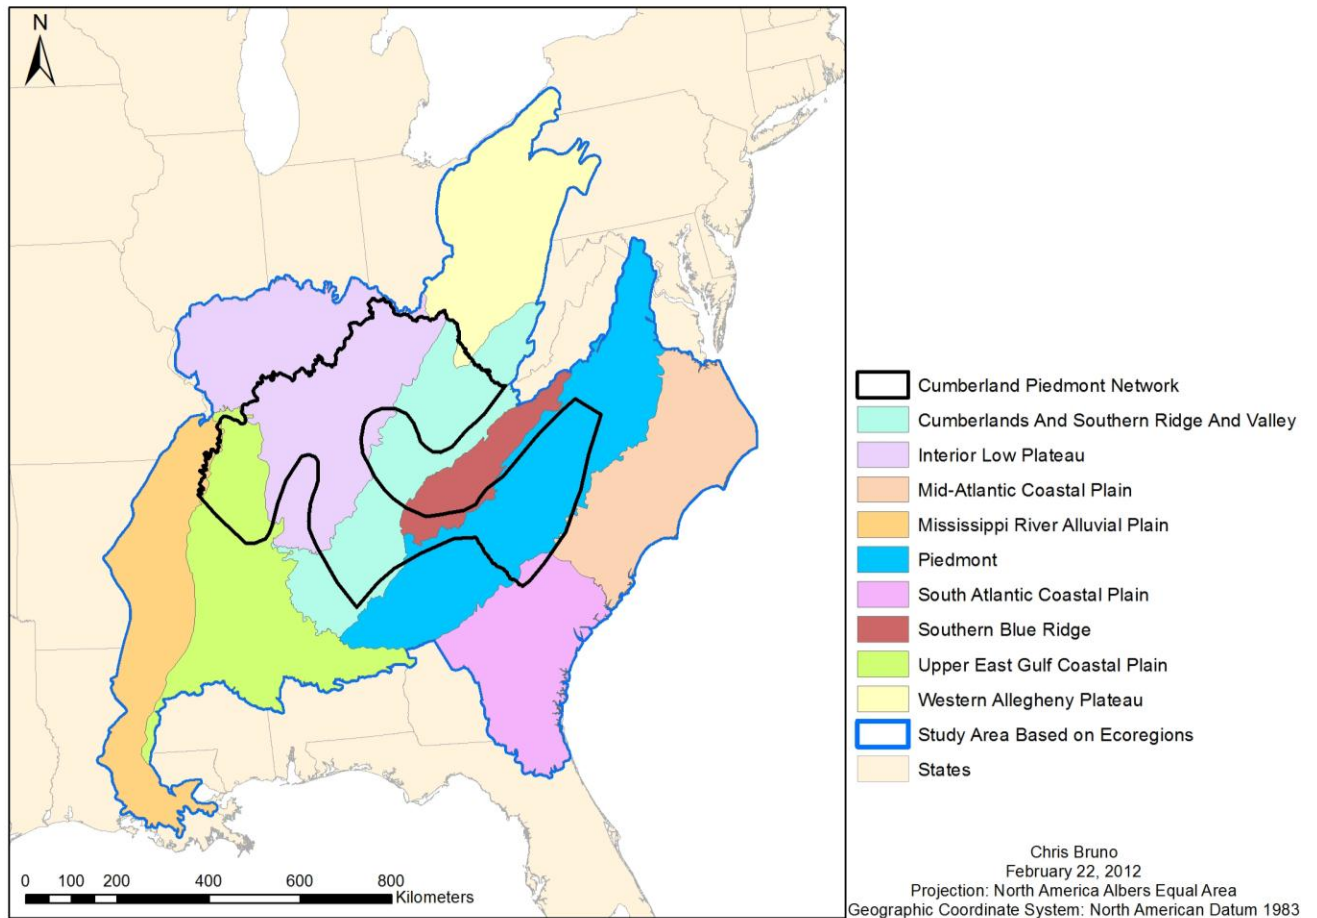 N
0 100 200 400 600 800
Kilometers
Cumberland Piedmont Network
Cumberlands And Southern Ridge And Valley
Interior Low Plateau
Mid-Atlantic Coastal Plain
Mississippi River Alluvial Plain
Piedmont
South Atlantic Coastal Plain
Southern Blue Ridge
Upper East Gulf Coastal Plain
Western Allegheny Plateau
Study Area Based on Ecoregions
States
Chris Bruno
February 22, 2012
Projection: North America Albers Equal Area
Geographic Coordinate System: North American Datum 1983